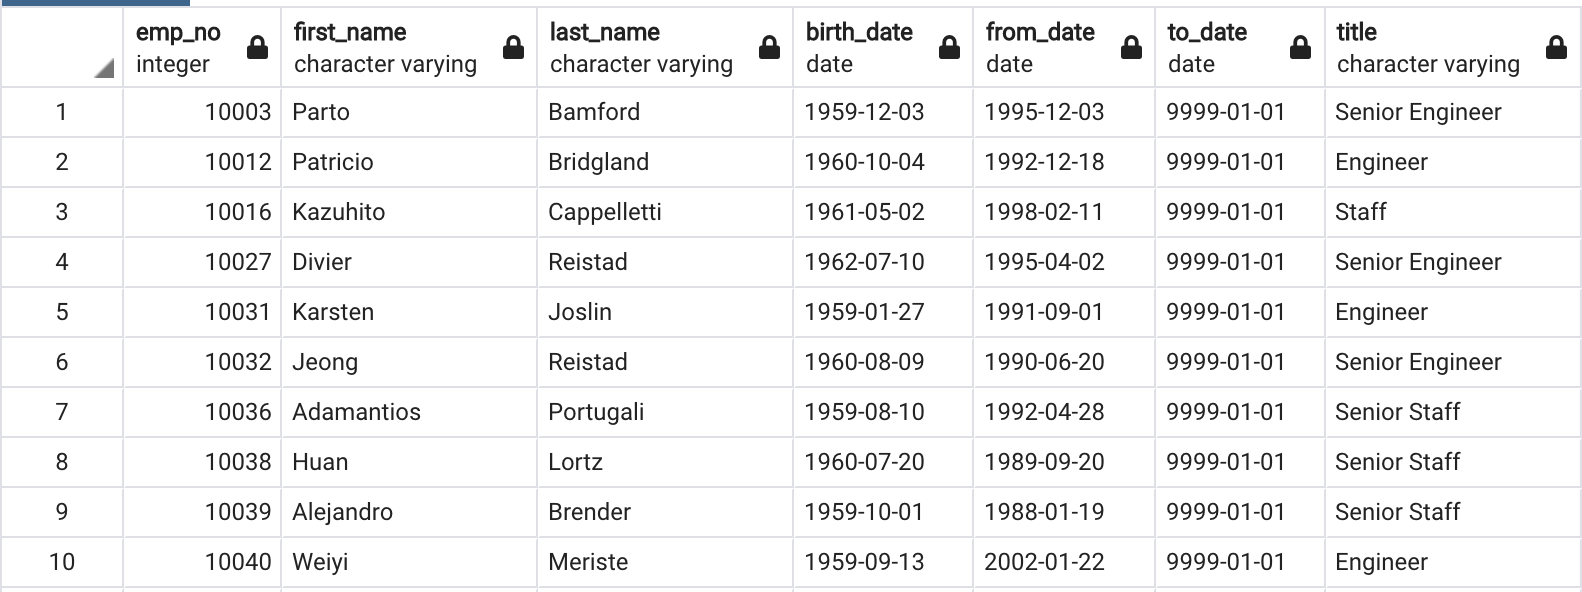 emp_no first_name last_name birth_date from_date to_date title
integer character varying character varying date date date character varying
1 10003 Parto Bamford 1959-12-03 1995-12-03 9999-01-01 Senior Engineer
2 10012 Patricio Bridgland 1960-10-04 1992-12-18 9999-01-01 Engineer
3 10016 Kazuhito Cappelletti 1961-05-02 1998-02-11 9999-01-01 Staff
4 10027 Divier Reistad 1962-07-10 1995-04-02 9999-01-01 Senior Engineer
5 10031 Karsten Joslin 1959-01-27 1991-09-01 9999-01-01 Engineer
6 10032 Jeong Reistad 1960-08-09 1990-06-20 9999-01-01 Senior Engineer
7 10036 Adamantios Portugali 1959-08-10 1992-04-28 9999-01-01 Senior Staff
8 10038 Huan Lortz 1960-07-20 1989-09-20 9999-01-01 Senior Staff
9 10039 Alejandro Brender 1959-10-01 1988-01-19 9999-01-01 Senior Staff
10 10040 Weiyi Meriste 1959-09-13 2002-01-22 9999-01-01 Engineer